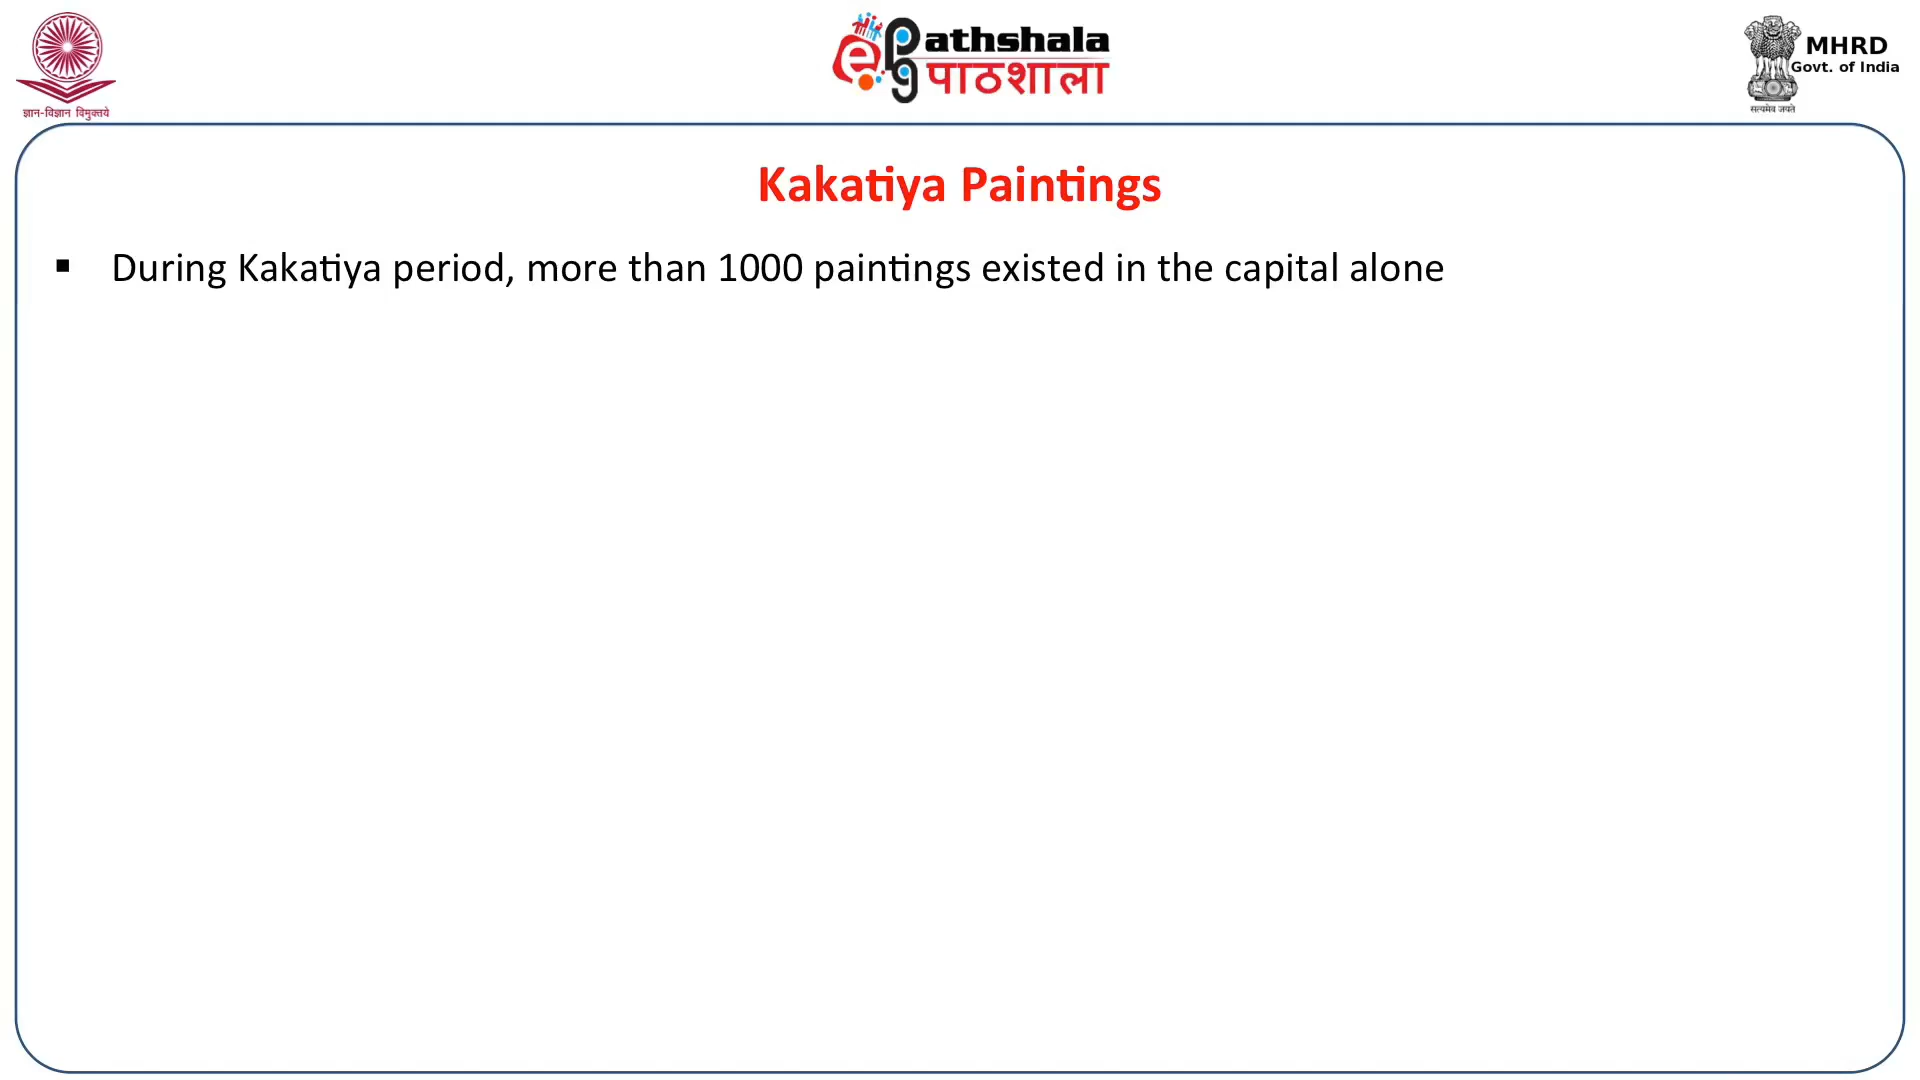 ज्ञान-विज्ञान विमुक्तये
ePathshala
पाठशाला
MHRD
Govt. of India
सत्यमेव जयते
Kakatiya Paintings
▪ During Kakatiya period, more than 1000 paintings existed in the capital alone